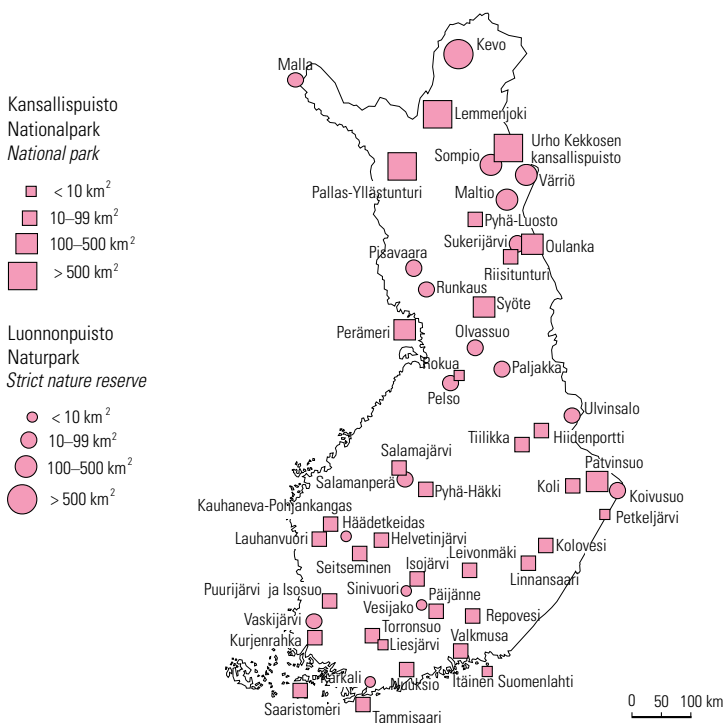 Kansallispuisto
Nationalpark
National park
< 10 km²
10–99 km²
100–500 km²
> 500 km²
Luonnonpuisto
Naturpark
Strict nature reserve
< 10 km²
10–99 km²
100–500 km²
> 500 km²
Kevo
Malla
Lemmenjoki
Urho Kekkosen
kansallispuisto
Sompio
Värriö
Pallas-Yllästunturi
Maltio
Pyhä-Luosto
Sukerijärvi
Oulanka
Pisavaara
Riisitunturi
Runkaus
Syöte
Perämeri
Olvassuo
Rokua
Paljakka
Pelso
Ulvinsalo
Tiilikka
Hiidenportti
Salamajärvi
Patvinsuo
Salamanperä
Pyhä-Häkki
Koli
Koivusuo
Kauhaneva-Pohjankangas
Petkeljärvi
Häädetkeidas
Lauhanvuori
Helvetinjärvi
Kolovesi
Seitseminen
Leivonmäki
Isojärvi
Linnansaari
Puurijärvi ja Isosuo
Sinivuori
Vesijako
Päijänne
Repovesi
Vaskijärvi
Torronsuo
Kurjenrahka
Liesjärvi
Valkmusa
Karkali
Nuuksio
Itäinen Suomenlahti
Saaristomeri
Tammisaari
0 50 100 km